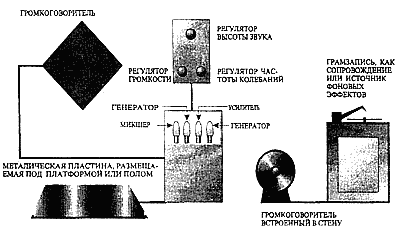 ГРОМКОГОВОРИТЕЛЬ
РЕГУЛЯТОР
ВЫСОТЫ ЗВУКА
РЕГУЛЯТОР
ГРОМКОСТИ
РЕГУЛЯТОР ЧАС-
ТОТЫ КОЛЕБАНИЙ
ГРАМЗАПИСЬ, КАК
СОПРОВОЖДЕНИЕ
ИЛИ ИСТОЧНИК
ФОНОВЫХ
ЭФФЕКТОВ
ГЕНЕРАТОР
УСИЛИТЕЛЬ
МИКШЕР
ГЕНЕРАТОР
МЕТАЛИЧЕСКАЯ ПЛАСТИНА, РАЗМЕЩА-
ЕМАЯ ПОД ПЛАТФОРМОЙ ИЛИ ПОЛОМ
ГРОМКОГОВОРИТЕЛЬ
ВСТРОЕННЫЙ В СТЕНУ